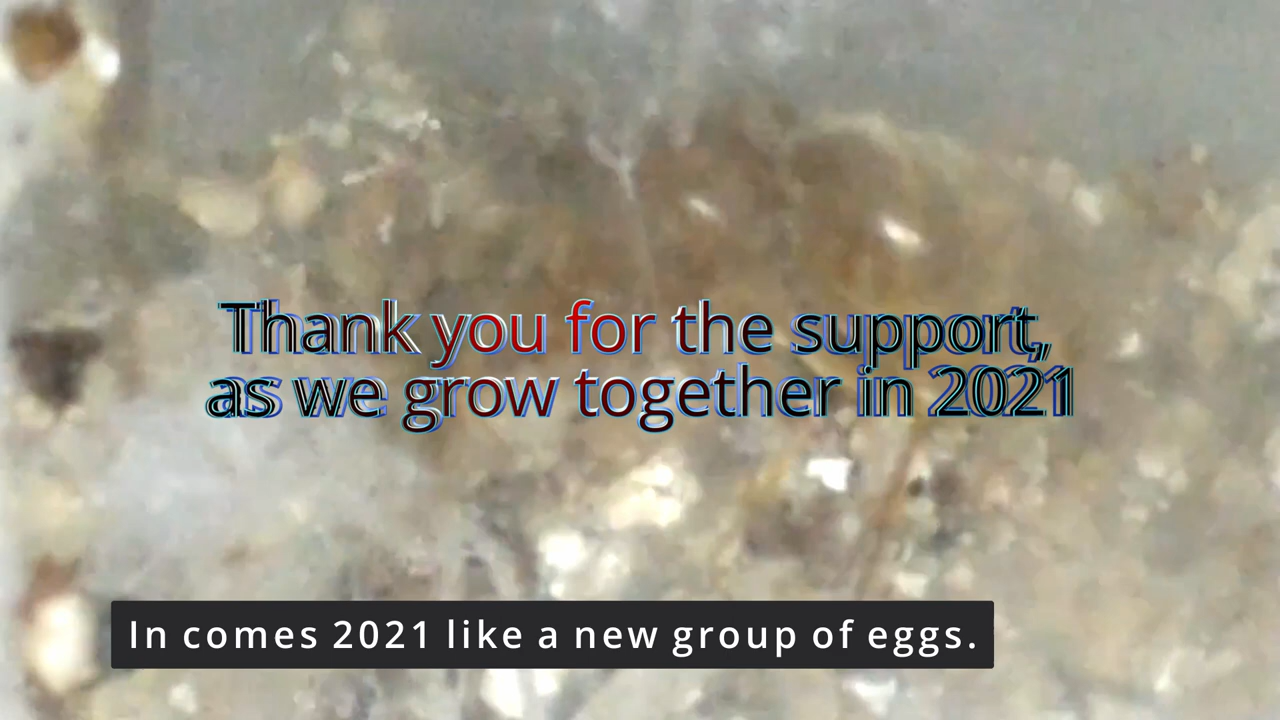 Thank you for the support,
as we grow together in 2021
In comes 2021 like a new group of eggs.